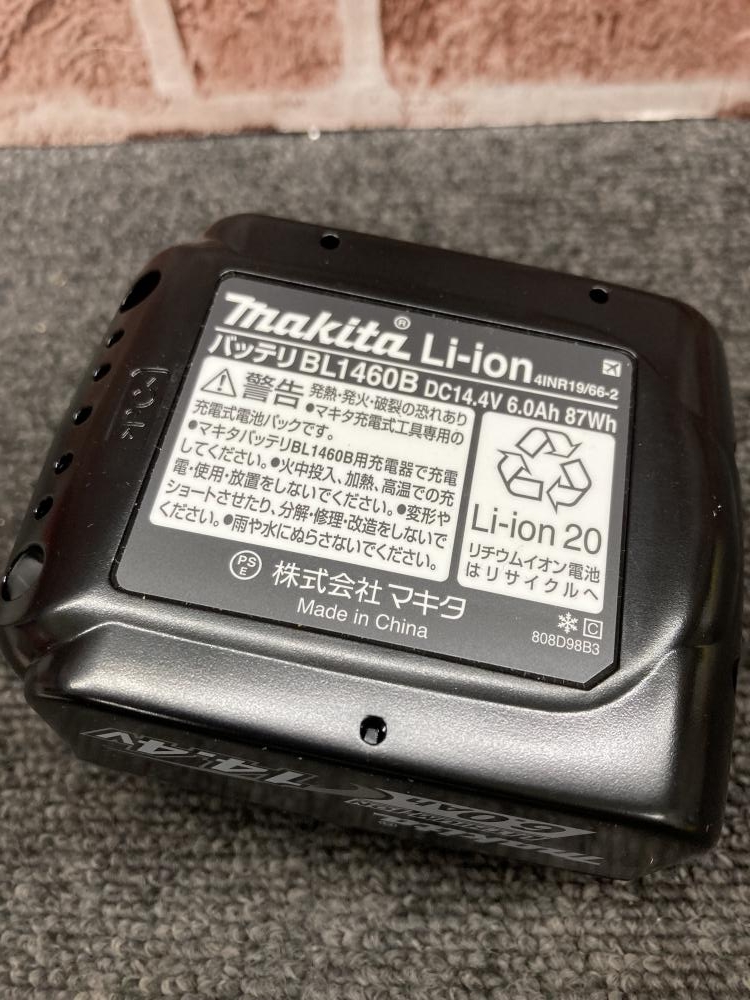 makita® Li-ion 4INR19/66-2
バッテリ BL1460B DC14.4V 6.0Ah 87Wh
警告 発熱・発火・破裂の恐れあり
●マキタ充電式工具専用の
充電式電池パックです。
●マキタバッテリBL1460B用充電器で充電
してください。●火中投入、加熱、高温での充
電・使用・放置をしないでください。●変形や
ショートさせたり、分解・修理・改造をしないで
ください。●雨や水にぬらさないでください。
Li-ion 20
リチウムイオン電池
はリサイクルへ
PS
E
株式会社 マキタ
Made in China
C
808D98B3
14.4V
6.0Ah
makita